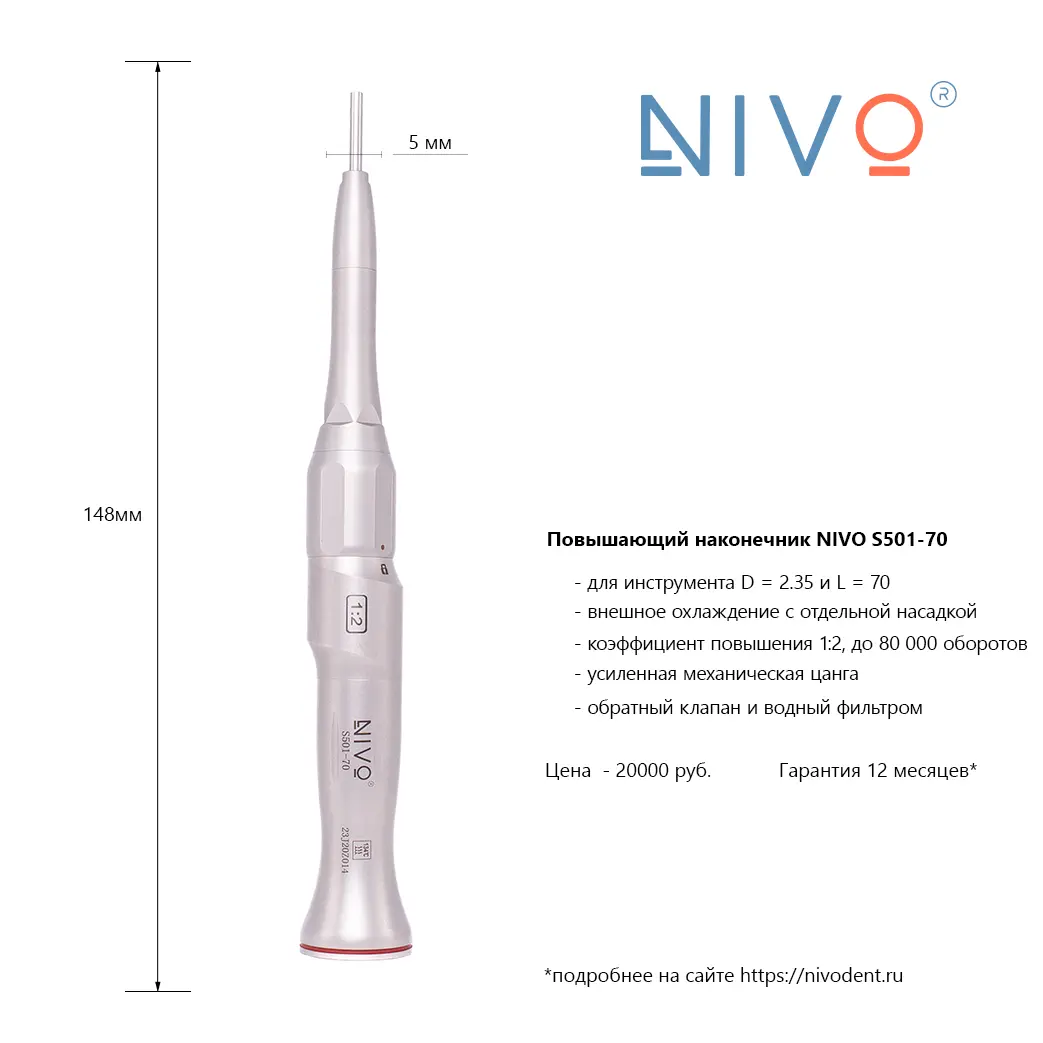 NIVO ®
5 мм
148мм
Повышающий наконечник NIVO S501-70
- для инструмента D = 2.35 и L = 70
- внешное охлаждение с отдельной насадкой
- коэффициент повышения 1:2, до 80 000 оборотов
- усиленная механическая цанга
- обратный клапан и водный фильтром
1:2
NIVO ®
S501-70
Цена - 20000 руб. Гарантия 12 месяцев*
134°C
23J20Z014
*подробнее на сайте https://nivodent.ru